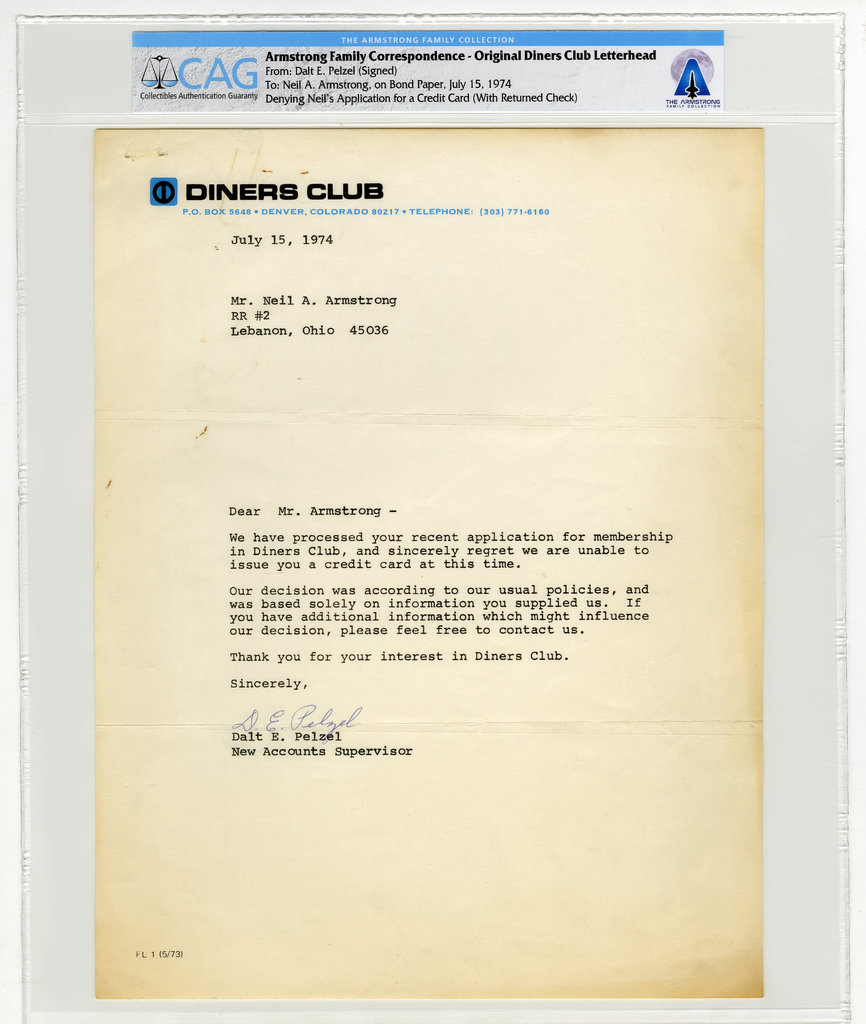 THE ARMSTRONG FAMILY COLLECTION
CAG
Collectibles Authentication Guaranty
Armstrong Family Correspondence - Original Diners Club Letterhead
From: Dalt E. Pelzel (Signed)
To: Neil A. Armstrong, on Bond Paper, July 15, 1974
Denying Neil's Application for a Credit Card (With Returned Check)
THE ARMSTRONG
FAMILY COLLECTION
DINERS CLUB
P.O. BOX 5648 • DENVER, COLORADO 80217 • TELEPHONE: (303) 771-6160
July 15, 1974
Mr. Neil A. Armstrong
RR #2
Lebanon, Ohio  45036
Dear  Mr. Armstrong –
We have processed your recent application for membership
in Diners Club, and sincerely regret we are unable to
issue you a credit card at this time.
Our decision was according to our usual policies, and
was based solely on information you supplied us.  If
you have additional information which might influence
our decision, please feel free to contact us.
Thank you for your interest in Diners Club.
Sincerely,
D. E. Pelzel
Dalt E. Pelzel
New Accounts Supervisor
FL 1 (5/73)